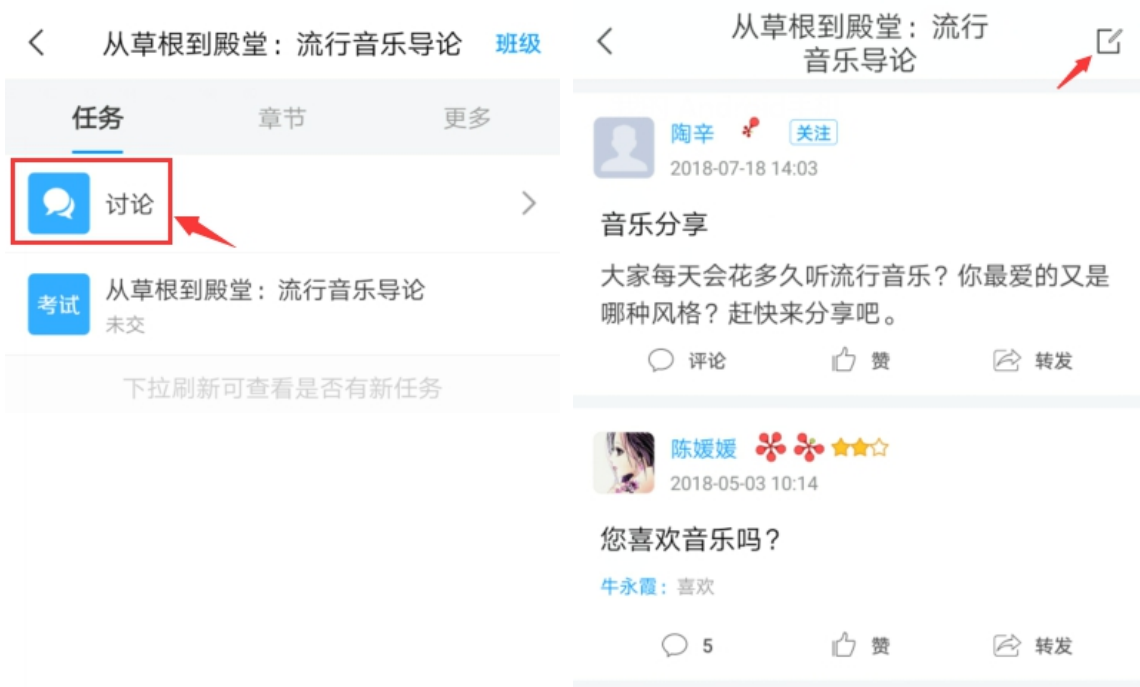 从草根到殿堂：流行音乐导论 班级
任务 章节 更多
讨论
考试 从草根到殿堂：流行音乐导论
未交
下拉刷新可查看是否有新任务
从草根到殿堂：流行
音乐导论
陶辛 关注
2018-07-18 14:03
音乐分享
大家每天会花多久听流行音乐？你最爱的又是
哪种风格？赶快来分享吧。
评论 赞 转发
陈媛媛
2018-05-03 10:14
您喜欢音乐吗？
牛永霞：喜欢
5 赞 转发